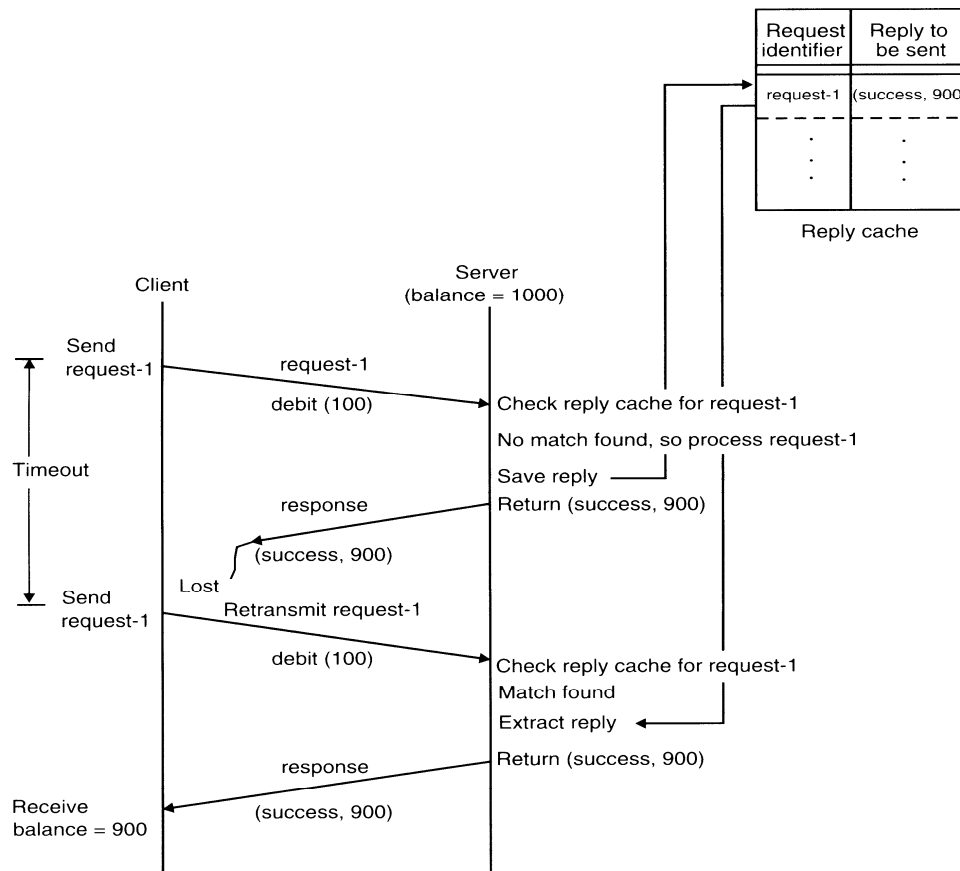 Request identifier
Reply to be sent
request-1
(success, 900
Reply cache
Client
Server
(balance = 1000)
Send
request-1
request-1
debit (100)
Check reply cache for request-1
No match found, so process request-1
Timeout
Save reply
response
Return (success, 900)
(success, 900)
Lost
Send
request-1
Retransmit request-1
debit (100)
Check reply cache for request-1
Match found
Extract reply
response
Return (success, 900)
(success, 900)
Receive
balance = 900